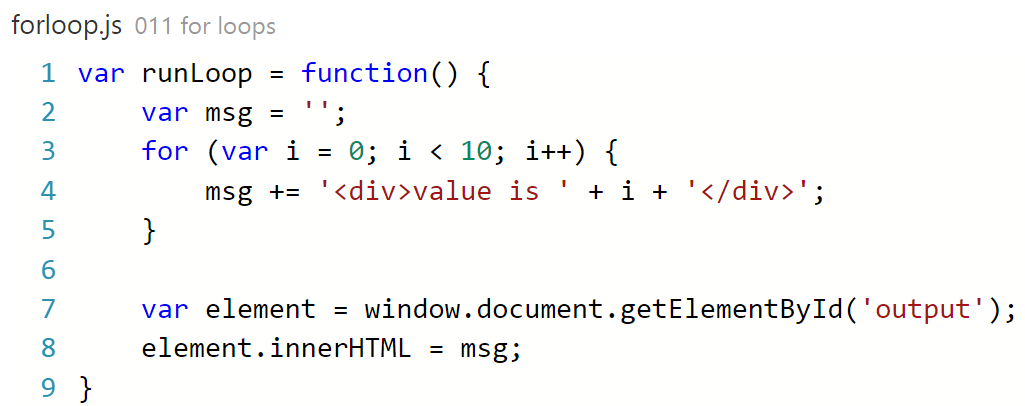 forloop.js 011 for loops
1 var runLoop = function() {
2     var msg = '';
3     for (var i = 0; i < 10; i++) {
4         msg += '<div>value is ' + i + '</div>';
5     }
6
7     var element = window.document.getElementById('output');
8     element.innerHTML = msg;
9 }